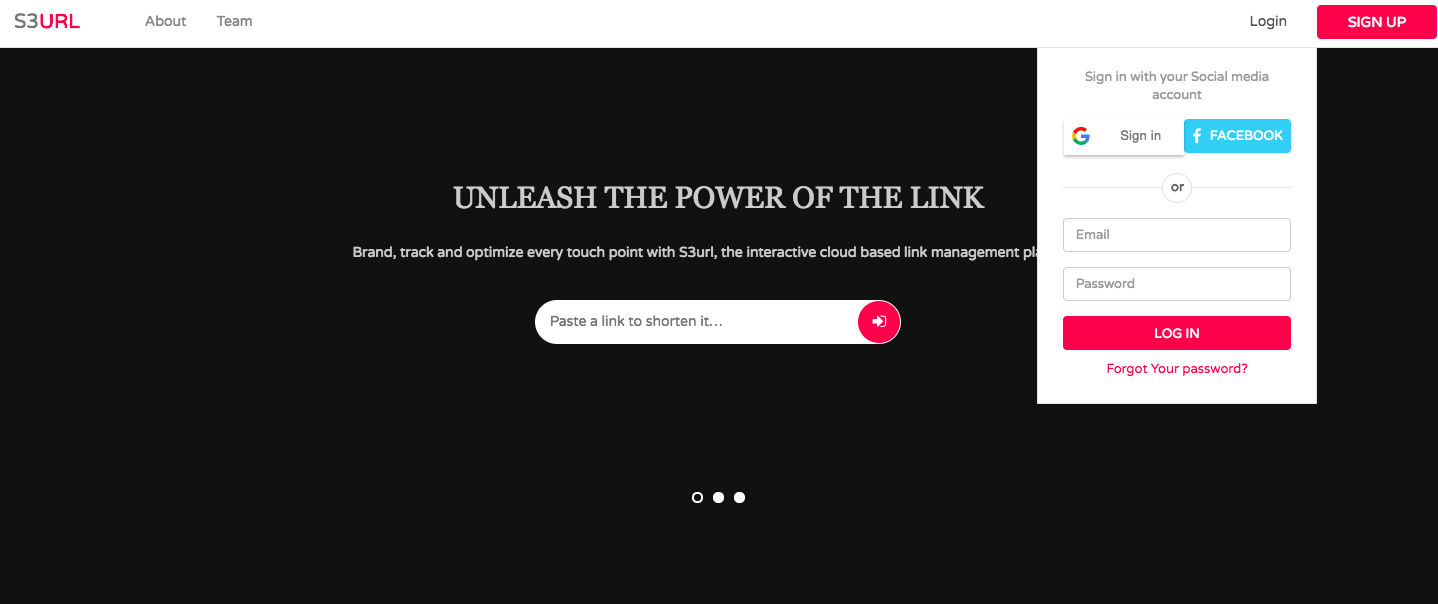 S3URL
About
Team
Login
SIGN UP
Sign in with your Social media
account
Sign in
FACEBOOK
or
Email
Password
LOG IN
Forgot Your password?
UNLEASH THE POWER OF THE LINK
Brand, track and optimize every touch point with S3url, the interactive cloud based link management
Paste a link to shorten it…